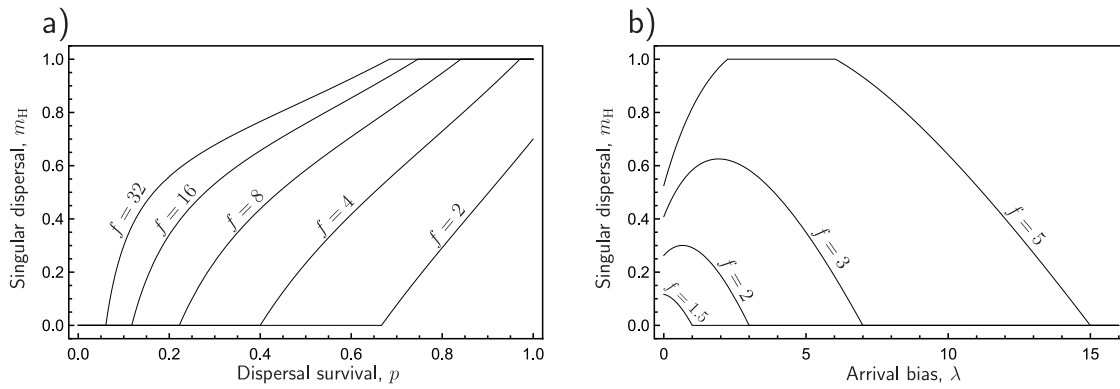 a)
b)
Singular dispersal, m_H
1.0
0.8
0.6
0.4
0.2
0.0
f = 32
f = 16
f = 8
f = 4
f = 2
0.0 0.2 0.4 0.6 0.8 1.0
Dispersal survival, p
Singular dispersal, m_H
1.0
0.8
0.6
0.4
0.2
0.0
f = 1.5
f = 2
f = 3
f = 5
0 5 10 15
Arrival bias, λ